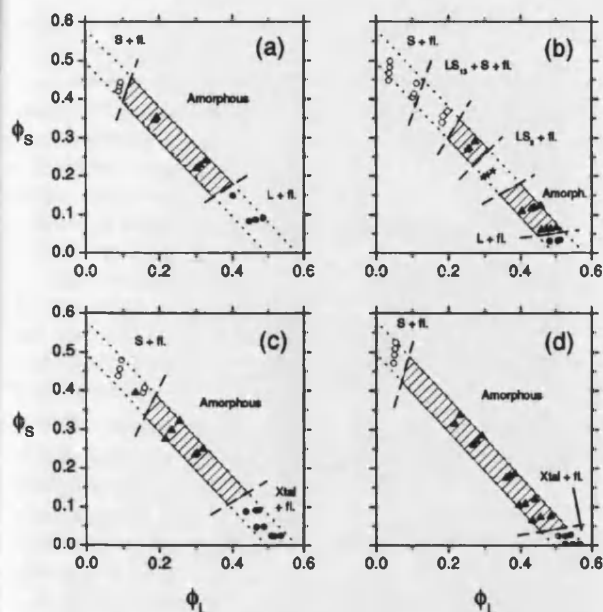 (a)
S + fl.
Amorphous
L + fl.
ϕS
0.6
0.5
0.4
0.3
0.2
0.1
0.0
0.0 0.2 0.4 0.6
(b)
S + fl.
LS13 + S + fl.
LS2 + fl.
Amorph.
L + fl.
0.0 0.2 0.4 0.6
(c)
S + fl.
Amorphous
Xtal
+ fl.
ϕS
0.6
0.5
0.4
0.3
0.2
0.1
0.0
0.0 0.2 0.4 0.6
ϕL
(d)
S + fl.
Amorphous
Xtal + fl.
0.0 0.2 0.4 0.6
ϕL